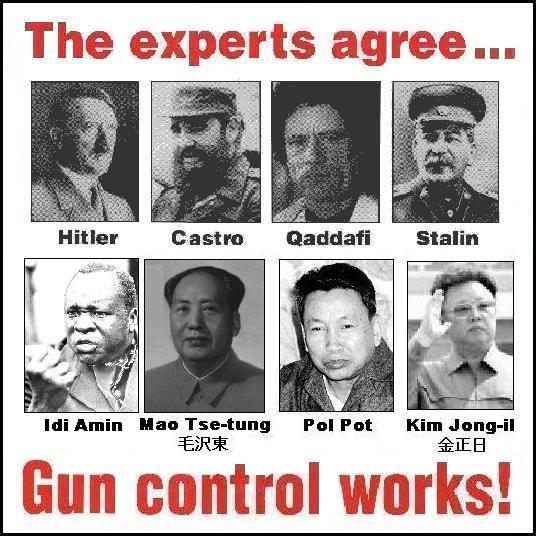 The experts agree...
Hitler Castro Qaddafi Stalin
Idi Amin Mao Tse-tung Pol Pot Kim Jong-il
毛沢東 金正日
Gun control works!